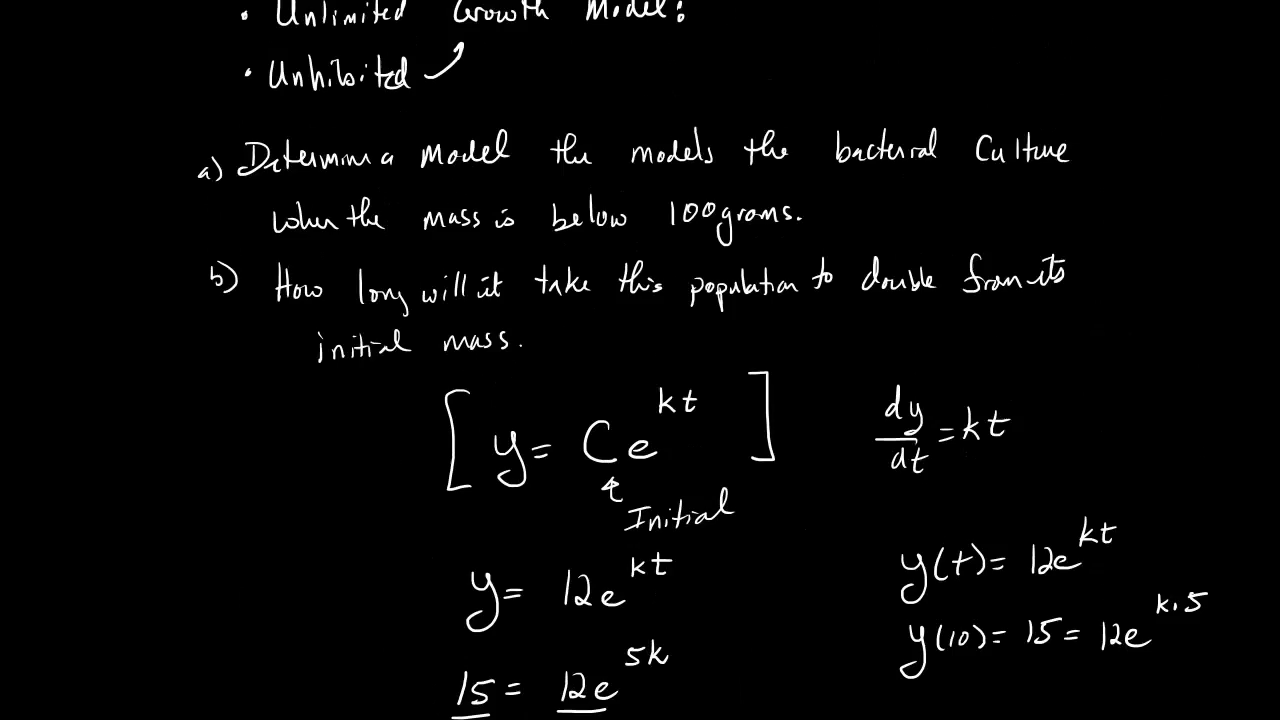 • Unlimited Growth Model:
• Unhibited
a) Determin a Model the models the bacterial Culture
when the mass is below 100 grams.
b) How long will it take this population to double from its
initial mass.
[y = Ce^{kt}]
dy/dt = kt
Initial
y = 12e^{kt}
y(t) = 12e^{kt}
y(10) = 15 = 12e^{k.5}
15 = 12e^{5k}